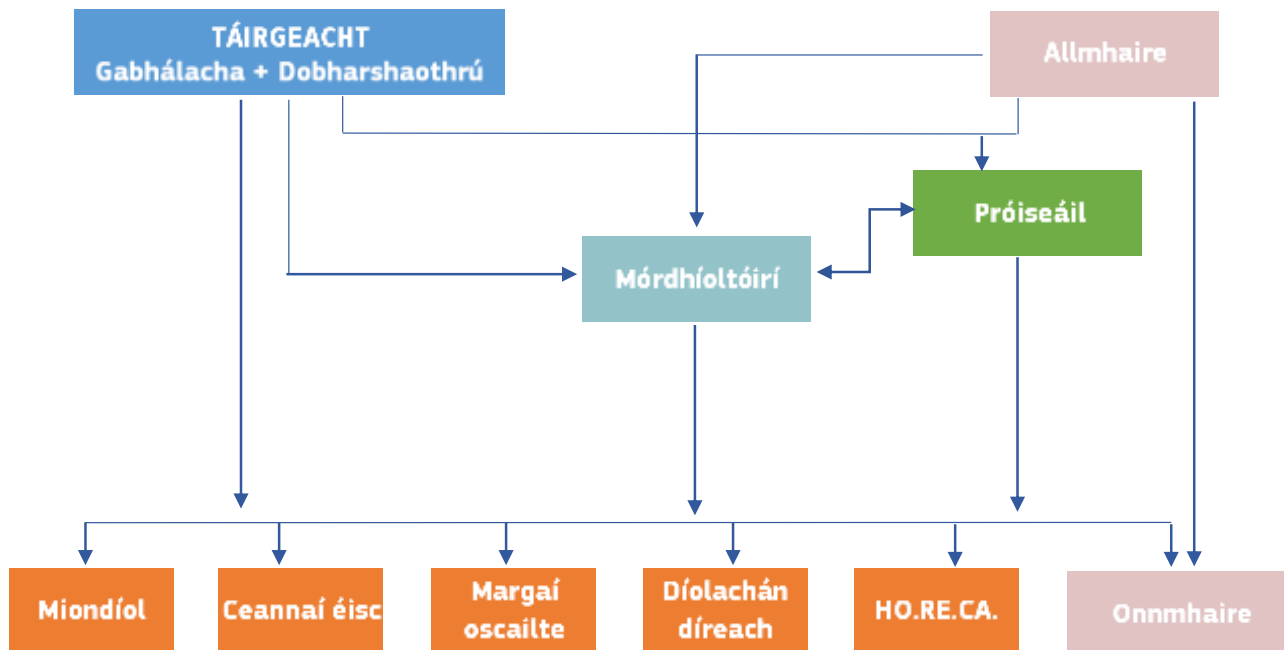 TÁIRGEACHT
Gabhálacha + Dobharshaothrú
Allmhaire
Próiseáil
Mórdhíoltóirí
Miondíol
Ceannaí éisc
Margaí
oscailte
Díolachán
díreach
HO.RE.CA.
Onnmhaire